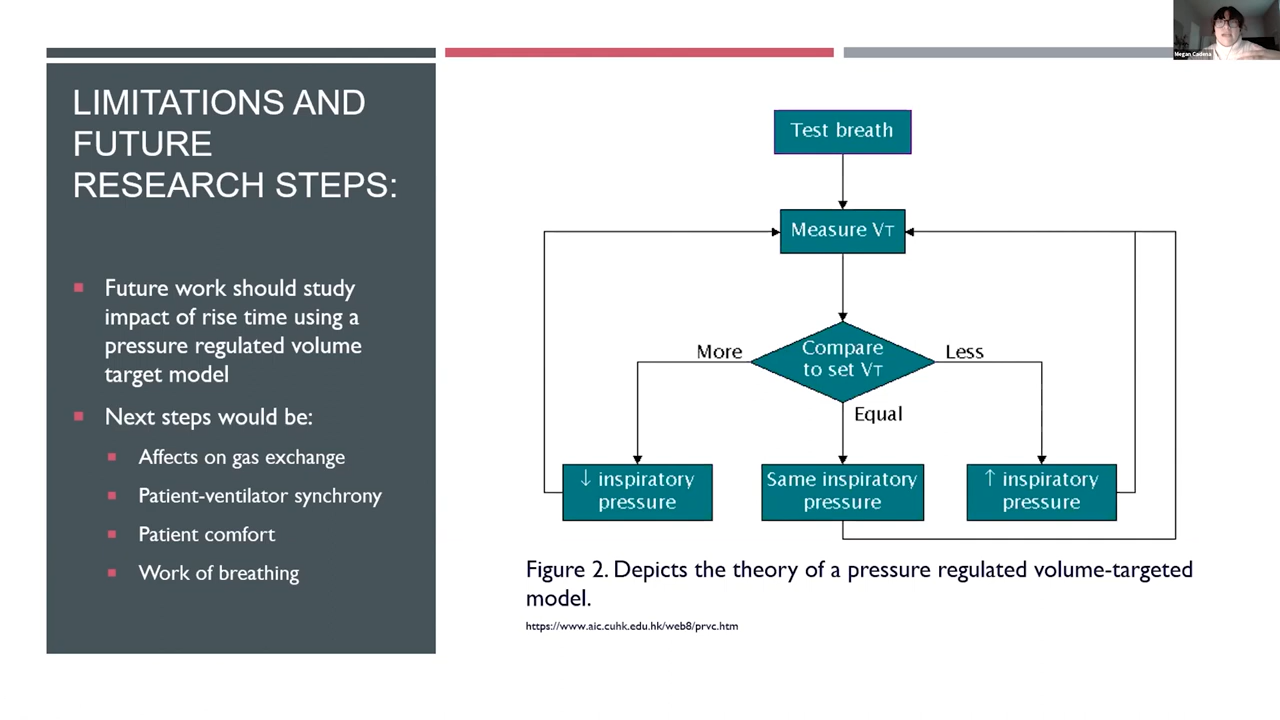 LIMITATIONS AND
FUTURE
RESEARCH STEPS:
Future work should study
impact of rise time using a
pressure regulated volume
target model
Next steps would be:
Affects on gas exchange
Patient-ventilator synchrony
Patient comfort
Work of breathing
Test breath
Measure VT
Compare
to set VT
More
Less
Equal
↓ inspiratory
pressure
Same inspiratory
pressure
↑ inspiratory
pressure
Figure 2. Depicts the theory of a pressure regulated volume-targeted
model.
https://www.aic.cuhk.edu.hk/web8/prvc.htm
Megan Cadena